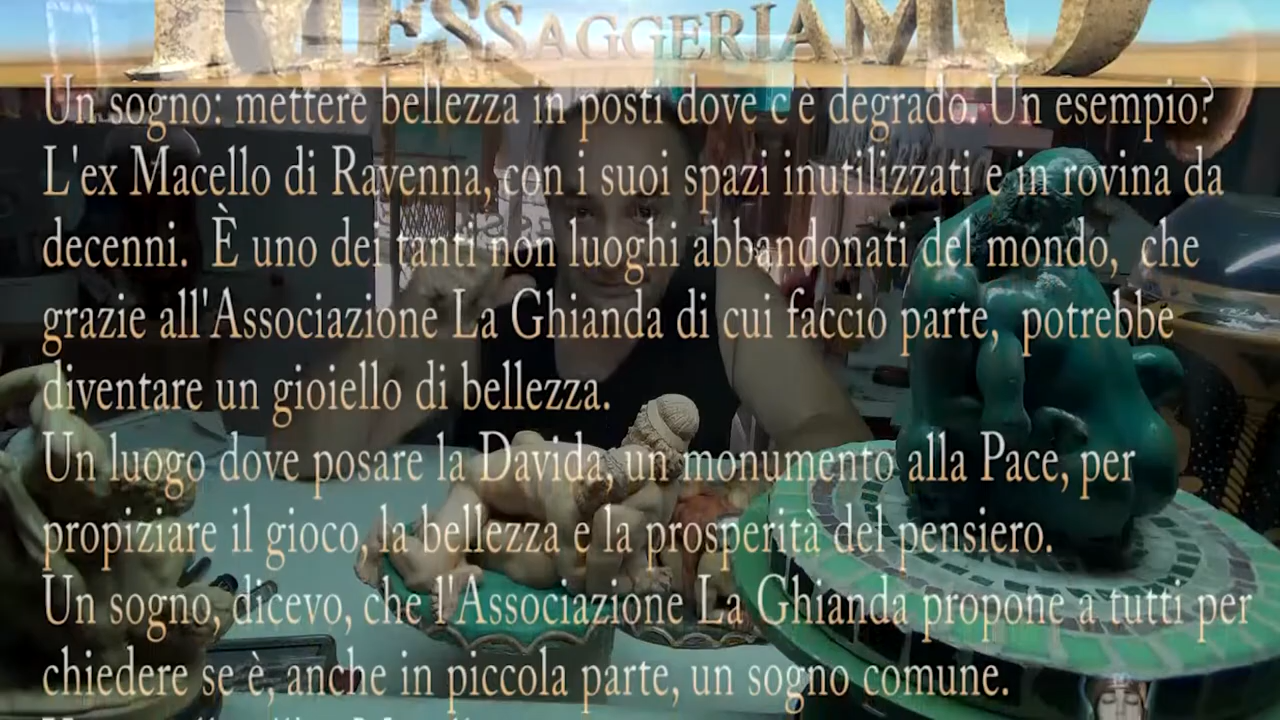 MESSAGGERIAMO
Un sogno: mettere bellezza in posti dove c'è degrado. Un esempio?
L'ex Macello di Ravenna, con i suoi spazi inutilizzati e in rovina da
decenni. È uno dei tanti non luoghi abbandonati del mondo, che
grazie all'Associazione La Ghianda di cui faccio parte, potrebbe
diventare un gioiello di bellezza.
Un luogo dove posare la Davida, un monumento alla Pace, per
propiziare il gioco, la bellezza e la prosperità del pensiero.
Un sogno, dicevo, che l'Associazione La Ghianda propone a tutti per
chiedere se è, anche in piccola parte, un sogno comune.